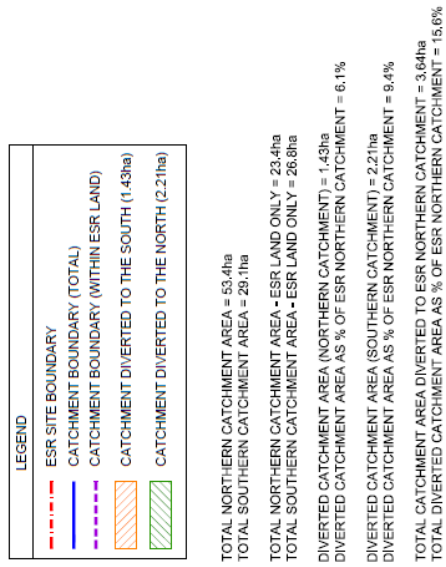 LEGEND
ESR SITE BOUNDARY
CATCHMENT BOUNDARY (TOTAL)
CATCHMENT BOUNDARY (WITHIN ESR LAND)
CATCHMENT DIVERTED TO THE SOUTH (1.43ha)
CATCHMENT DIVERTED TO THE NORTH (2.21ha)
TOTAL NORTHERN CATCHMENT AREA = 53.4ha
TOTAL SOUTH CATCHMENT AREA = 29.1ha
TOTAL NORTHERN CATCHMENT AREA - ESR LAND ONLY = 23.4ha
TOTAL SOUTH CATCHMENT AREA - ESR LAND ONLY = 26.8ha
DIVERTED CATCHMENT AREA (NORTHERN CATCHMENT) = 1.43ha
DIVERTED CATCHMENT AREA AS % OF ESR NORTHERN CATCHMENT = 6.1%
DIVERTED CATCHMENT AREA (SOUTHERN CATCHMENT) = 2.21ha
DIVERTED CATCHMENT AREA AS % OF ESR NORTHERN CATCHMENT = 9.4%
TOTAL CATCHMENT AREA DIVERTED TO ESR NORTHERN CATCHMENT = 3.64ha
TOTAL DIVERTED CATCHMENT AREA AS % OF ESR NORTHERN CATCHMENT = 15.6%